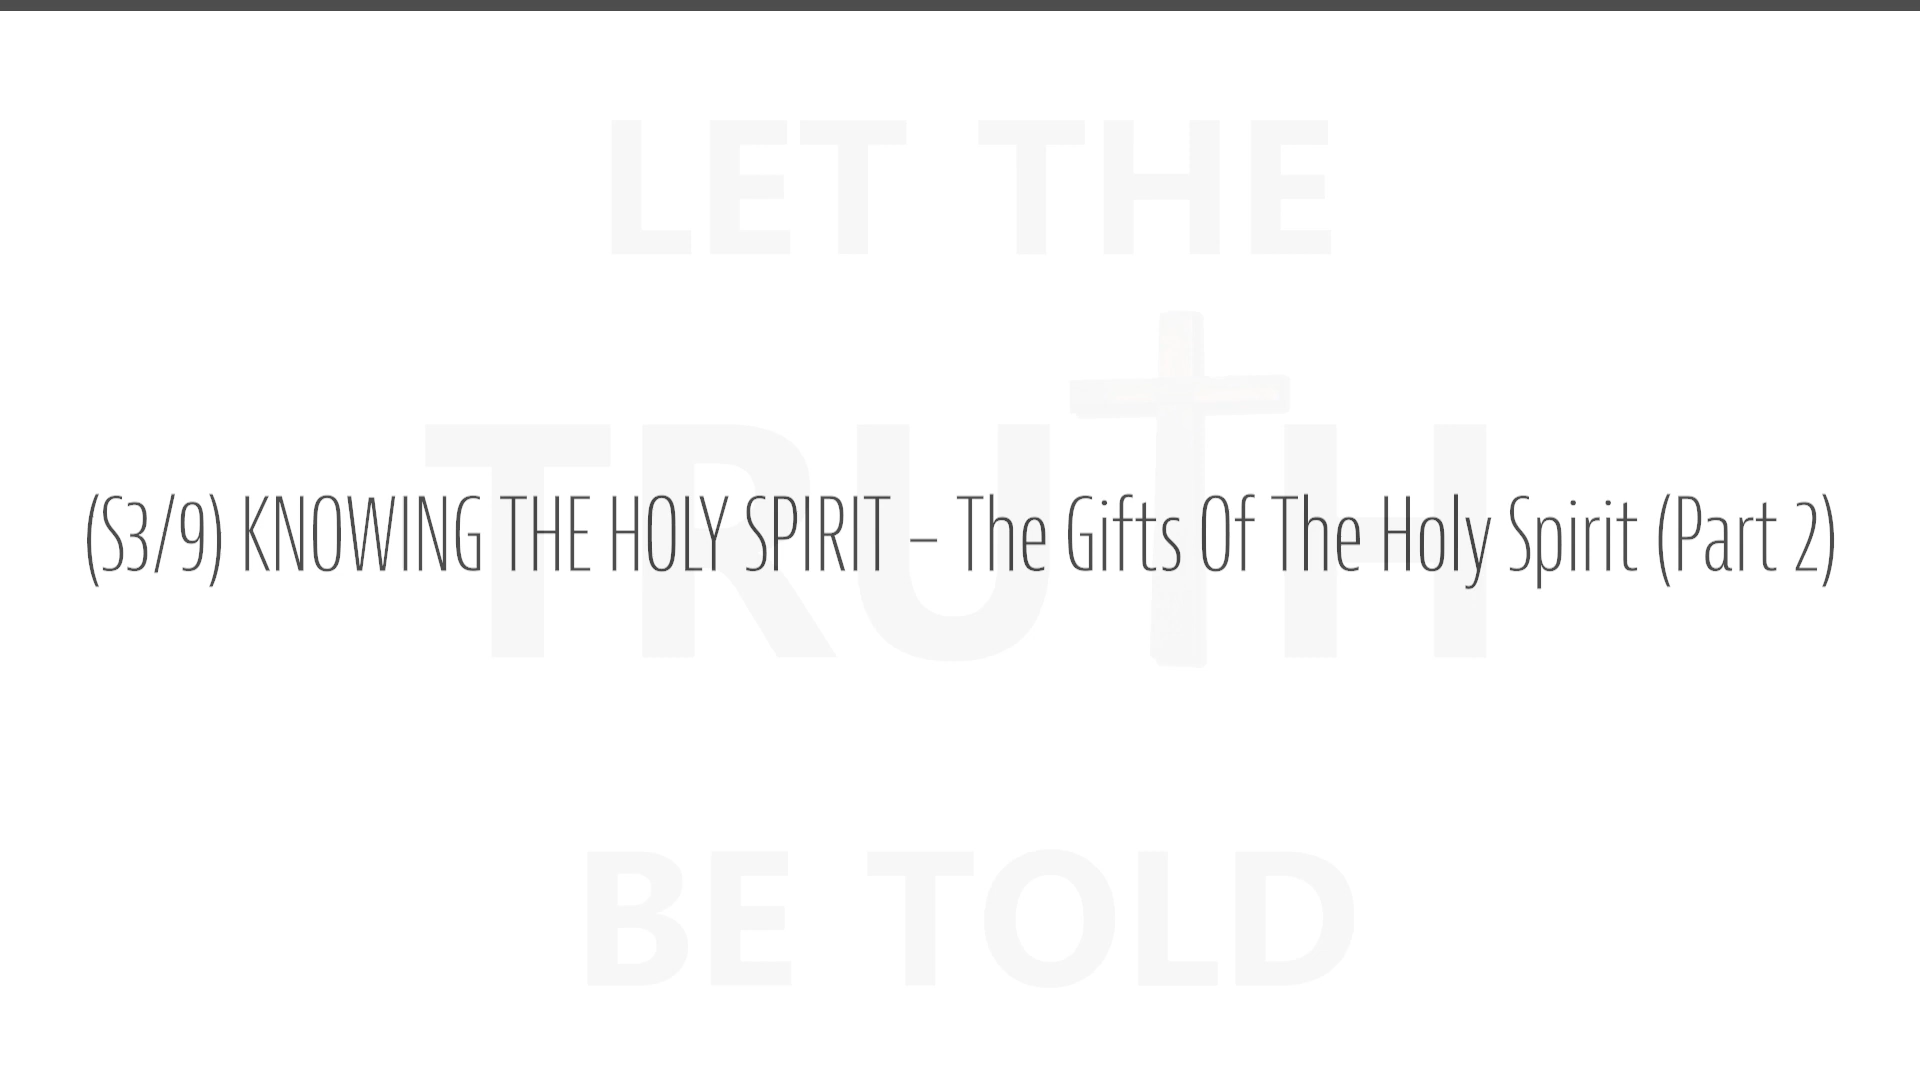 LET THE
TRUTH
(S3/9) KNOWING THE HOLY SPIRIT – The Gifts Of The Holy Spirit (Part 2)
BE TOLD